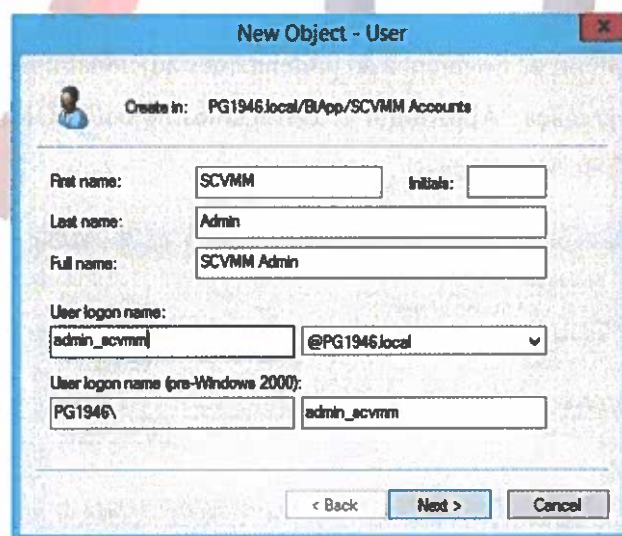 New Object - User
x
Create in: PG1946.local/BtApp/SCVMM Accounts
First name: SCVMM Initials:
Last name: Admin
Full name: SCVMM Admin
User logon name:
admin_scvmm @PG1946.local
User logon name (pre-Windows 2000):
PG1946\ admin_scvmm
< Back Next > Cancel